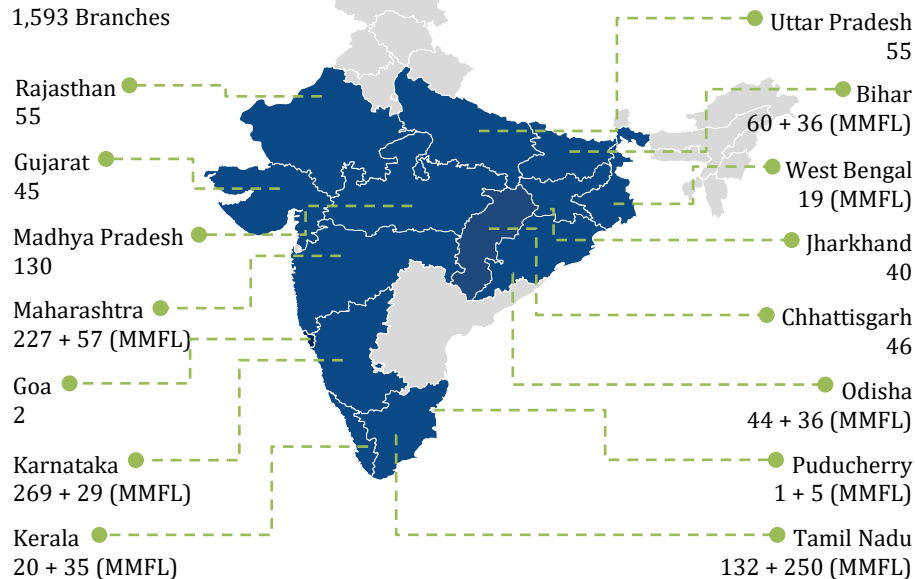 1,593 Branches
Rajasthan
55
Gujarat
45
Madhya Pradesh
130
Maharashtra
227 + 57 (MMFL)
Goa
2
Karnataka
269 + 29 (MMFL)
Kerala
20 + 35 (MMFL)
Uttar Pradesh
55
Bihar
60 + 36 (MMFL)
West Bengal
19 (MMFL)
Jharkhand
40
Chhattisgarh
46
Odisha
44 + 36 (MMFL)
Puducherry
1 + 5 (MMFL)
Tamil Nadu
132 + 250 (MMFL)